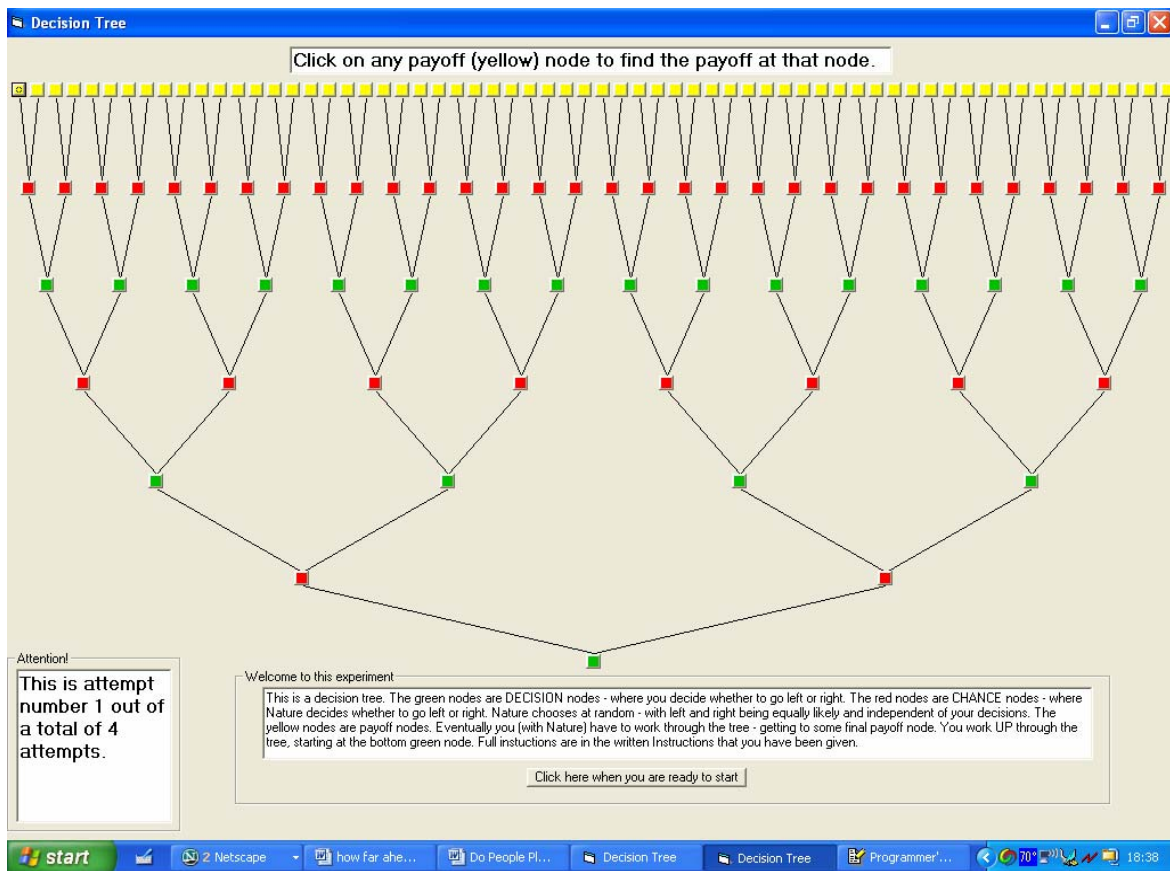 Decision Tree
Click on any payoff (yellow) node to find the payoff at that node.
Attention!
This is attempt
number 1 out of
a total of 4
attempts.
Welcome to this experiment
This is a decision tree. The green nodes are DECISION nodes - where you decide whether to go left or right. The red nodes are CHANCE nodes - where
Nature decides whether to go left or right. Nature chooses at random - with left and right being equally likely and independent of your decisions. The
yellow nodes are payoff nodes. Eventually you (with Nature) have to work through the tree - getting to some final payoff node. You work UP through the
tree, starting at the bottom green node. Full instuctions are in the written Instructions that you have been given.
Click here when you are ready to start
start
2 Netscape
how far ahe...
Do People Pl...
Decision Tree
Decision Tree
Programmer'...
70°
18:38